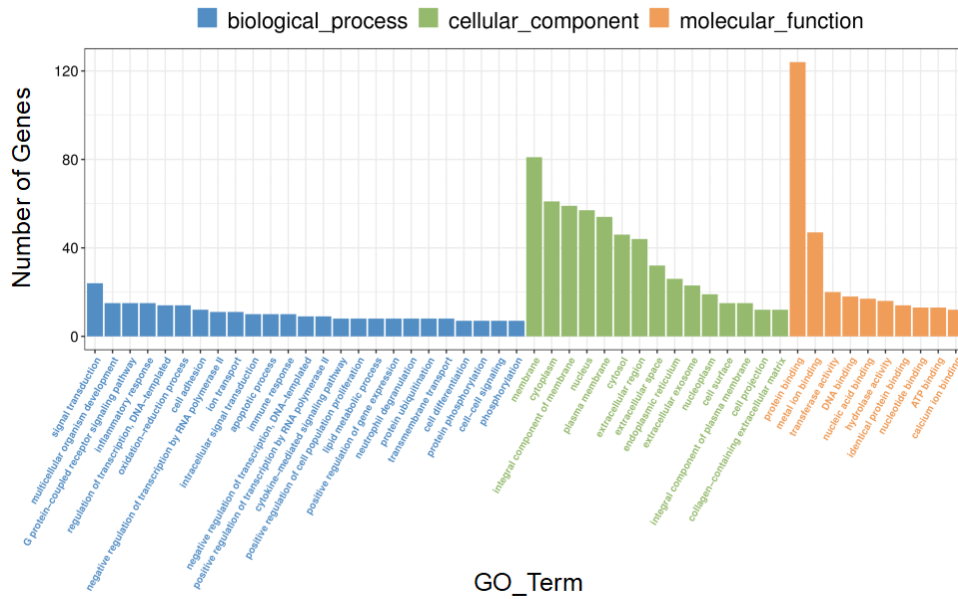 biological_process cellular_component molecular_function
Number of Genes
120
80
40
0
signal transduction
multicellular organism development
G protein−coupled receptor signaling pathway
inflammatory response
regulation of transcription, DNA−templated
oxidation−reduction process
cell adhesion
negative regulation of transcription by RNA polymerase II
ion transport
intracellular signal transduction
apoptotic process
immune response
negative regulation of transcription, DNA−templated
positive regulation of transcription by RNA polymerase II
cytokine−mediated signaling pathway
positive regulation of cell population proliferation
lipid metabolic process
positive regulation of gene expression
neutrophil degranulation
protein ubiquitination
transmembrane transport
cell differentiation
protein phosphorylation
cell−cell signaling
phosphorylation
membrane
cytoplasm
integral component of membrane
nucleus
plasma membrane
cytosol
extracellular region
extracellular space
endoplasmic reticulum
extracellular exosome
nucleoplasm
cell surface
integral component of plasma membrane
cell projection
collagen−containing extracellular matrix
protein binding
metal ion binding
transferase activity
DNA binding
nucleic acid binding
hydrolase activity
identical protein binding
nucleotide binding
ATP binding
calcium ion binding
GO_Term